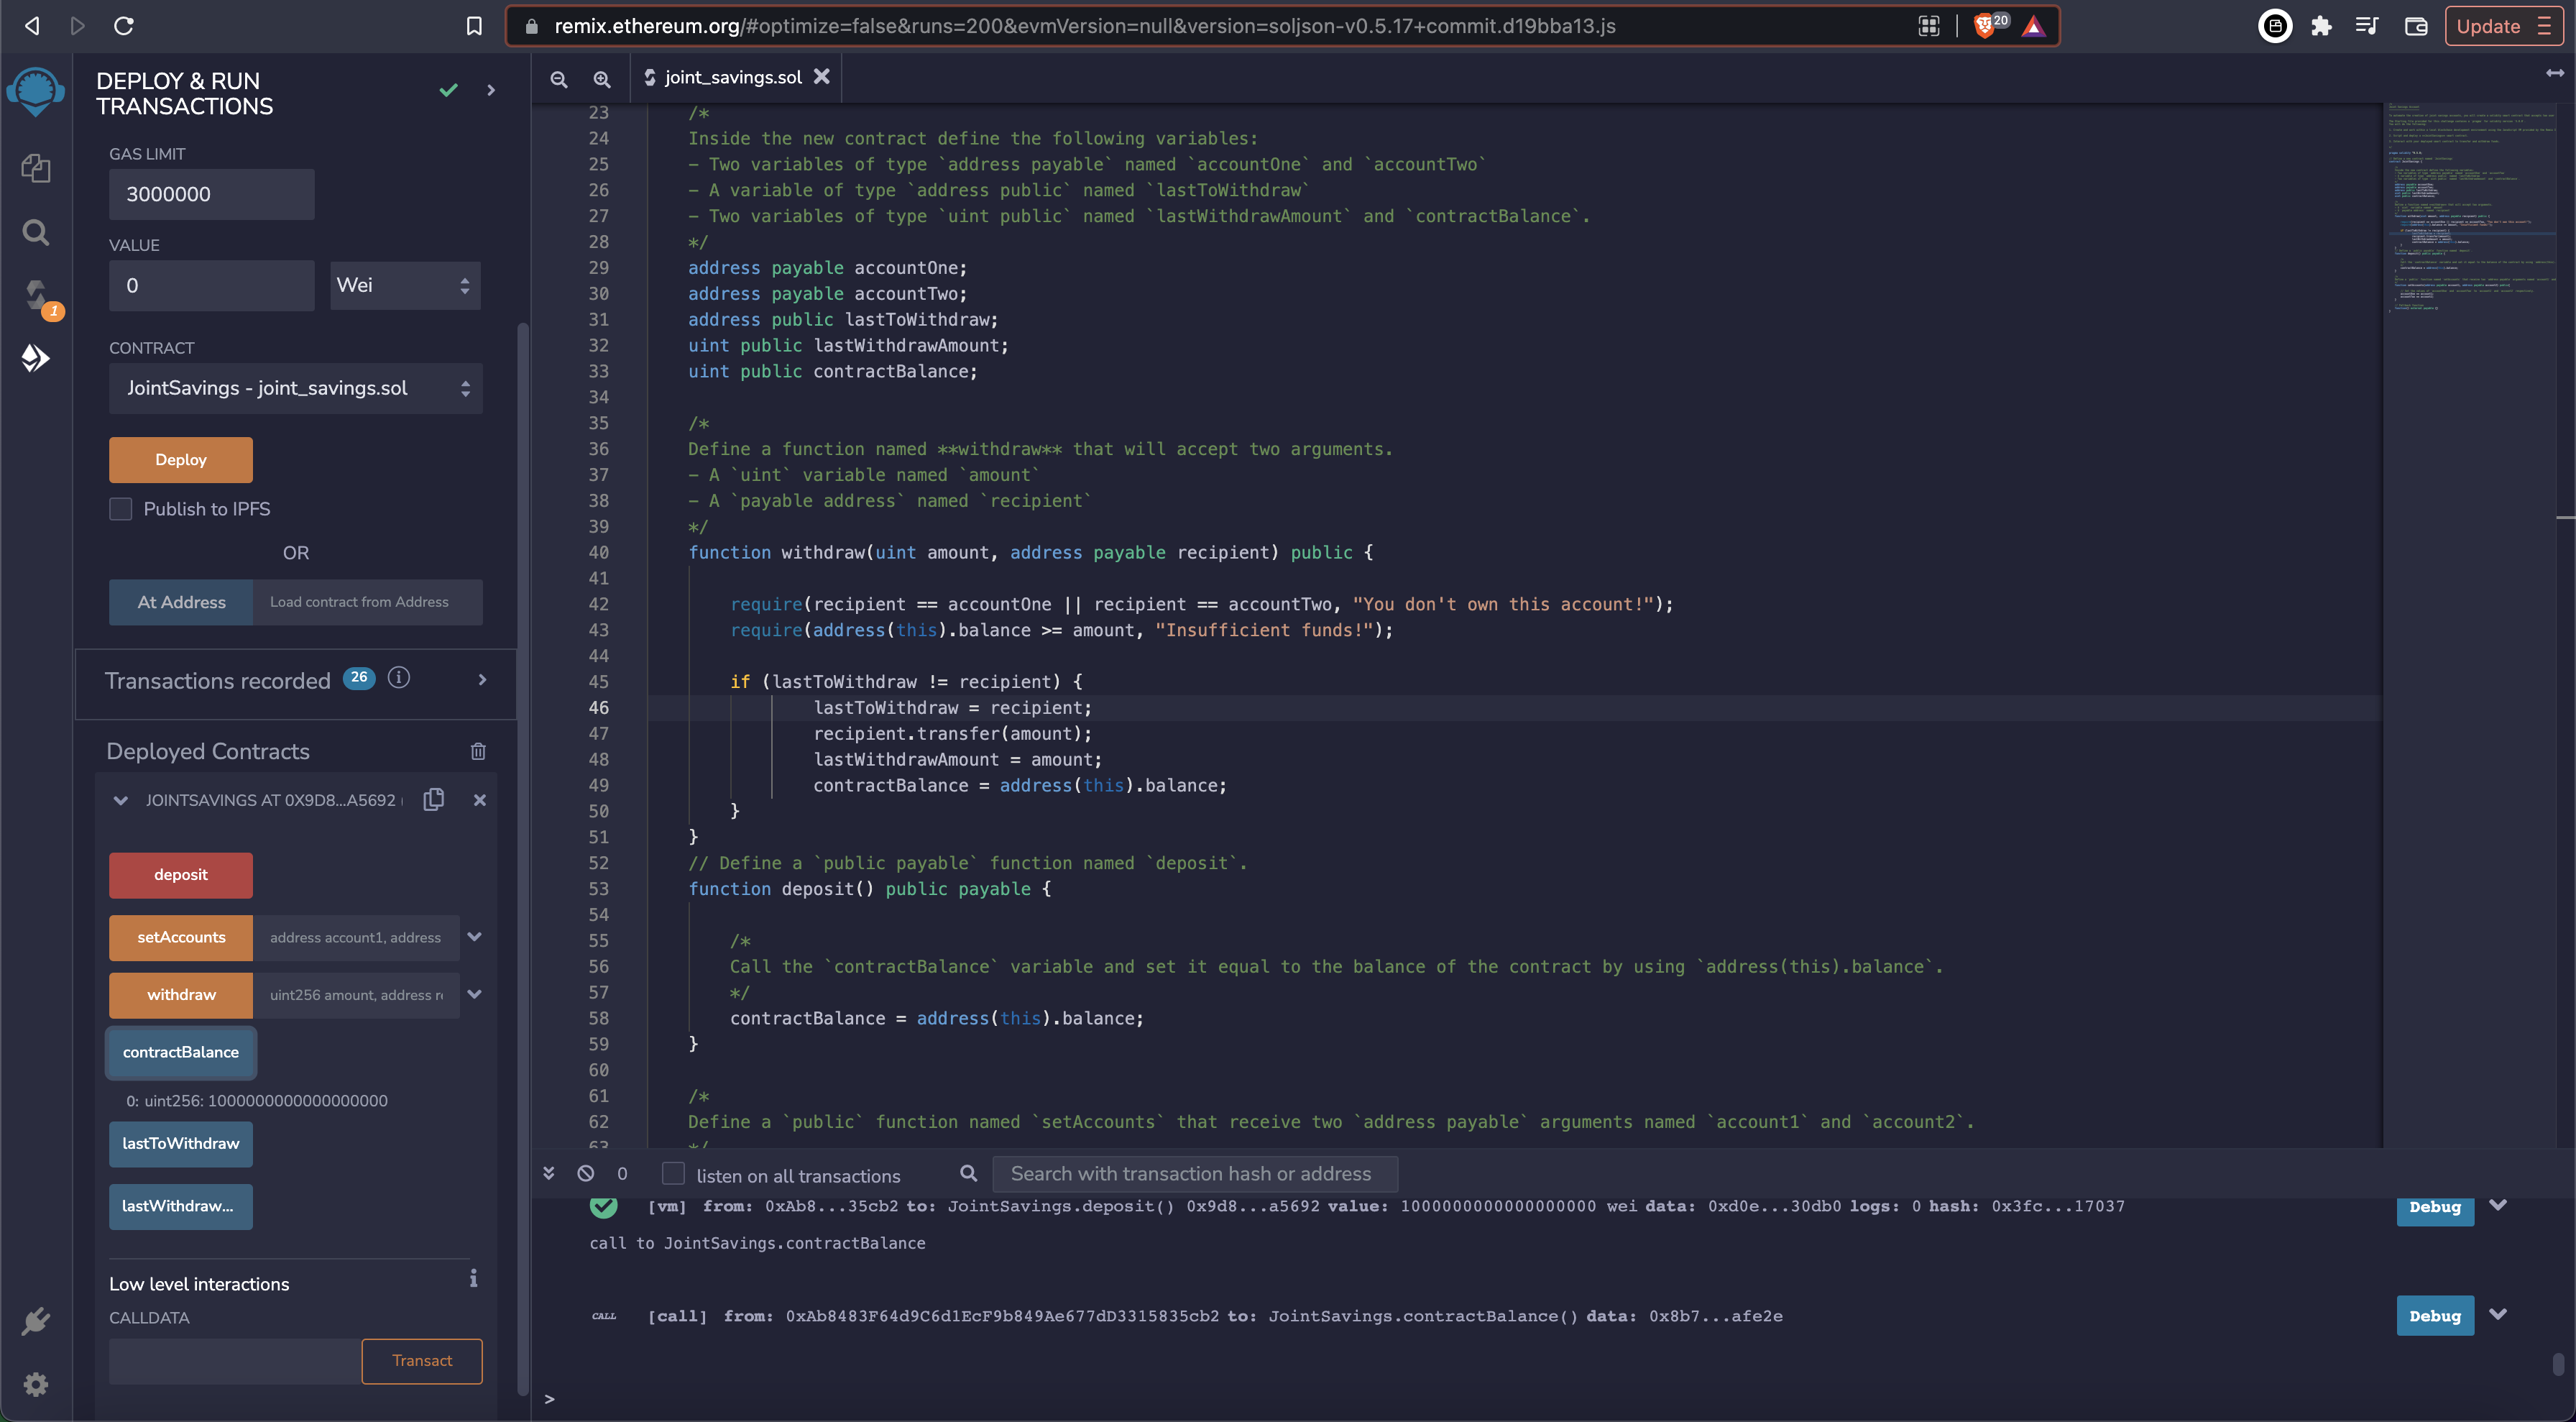 remix.ethereum.org/#optimize=false&runs=200&evmVersion=null&version=soljson-v0.5.17+commit.d19bba13.js
20
Update
DEPLOY & RUN
TRANSACTIONS
GAS LIMIT
3000000
VALUE
0
Wei
CONTRACT
JointSavings - joint_savings.sol
Deploy
Publish to IPFS
OR
At Address
Load contract from Address
Transactions recorded 26
Deployed Contracts
JOINTSAVINGS AT 0X9D8...A5692
deposit
setAccounts
address account1, address
withdraw
uint256 amount, address
contractBalance
0: uint256: 1000000000000000000
lastToWithdraw
lastWithdraw...
Low level interactions
CALLDATA
Transact
1
joint_savings.sol
23 /*
24 Inside the new contract define the following variables:
25 - Two variables of type `address payable` named `accountOne` and `accountTwo`
26 - A variable of type `address public` named `lastToWithdraw`
27 - Two variables of type `uint public` named `lastWithdrawAmount` and `contractBalance`.
28 */
29 address payable accountOne;
30 address payable accountTwo;
31 address public lastToWithdraw;
32 uint public lastWithdrawAmount;
33 uint public contractBalance;
34
35 /*
36 Define a function named **withdraw** that will accept two arguments.
37 - A `uint` variable named `amount`
38 - A `payable address` named `recipient`
39 */
40 function withdraw(uint amount, address payable recipient) public {
41
42 require(recipient == accountOne || recipient == accountTwo, "You don't own this account!");
43 require(address(this).balance >= amount, "Insufficient funds!");
44
45 if (lastToWithdraw != recipient) {
46 lastToWithdraw = recipient;
47 recipient.transfer(amount);
48 lastWithdrawAmount = amount;
49 contractBalance = address(this).balance;
50 }
51 }
52 // Define a `public payable` function named `deposit`.
53 function deposit() public payable {
54
55 /*
56 Call the `contractBalance` variable and set it equal to the balance of the contract by using `address(this).balance`.
57 */
58 contractBalance = address(this).balance;
59 }
60
61 /*
62 Define a `public` function named `setAccounts` that receive two `address payable` arguments named `account1` and `account2`.
63 */
0
listen on all transactions
Search with transaction hash or address
[vm] from: 0xAb8...35cb2 to: JointSavings.deposit() 0x9d8...a5692 value: 1000000000000000000 wei data: 0xd0e...30db0 logs: 0 hash: 0x3fc...17037
Debug
call to JointSavings.contractBalance
CALL [call] from: 0xAb8483F64d9C6d1EcF9b849Ae677dD3315835cb2 to: JointSavings.contractBalance() data: 0x8b7...afe2e
Debug
>